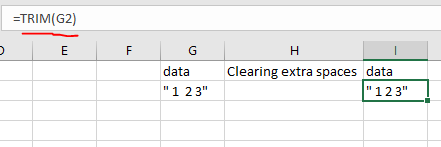 =TRIM(G2)
D E F G H I
data Clearing extra spaces data
" 1  2 3" " 1 2 3"